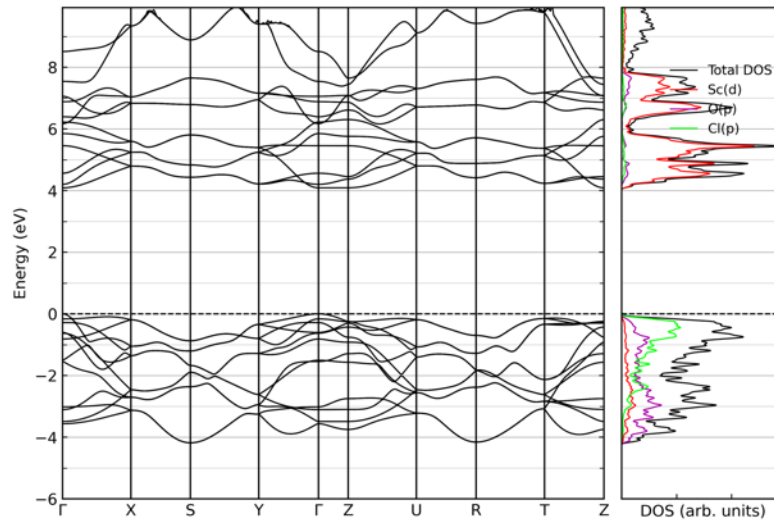 8
6
4
2
0
−2
−4
−6
Energy (eV)
Γ X S Y Γ Z U R T Z
Total DOS
Sc(d)
O(p)
Cl(p)
DOS (arb. units)